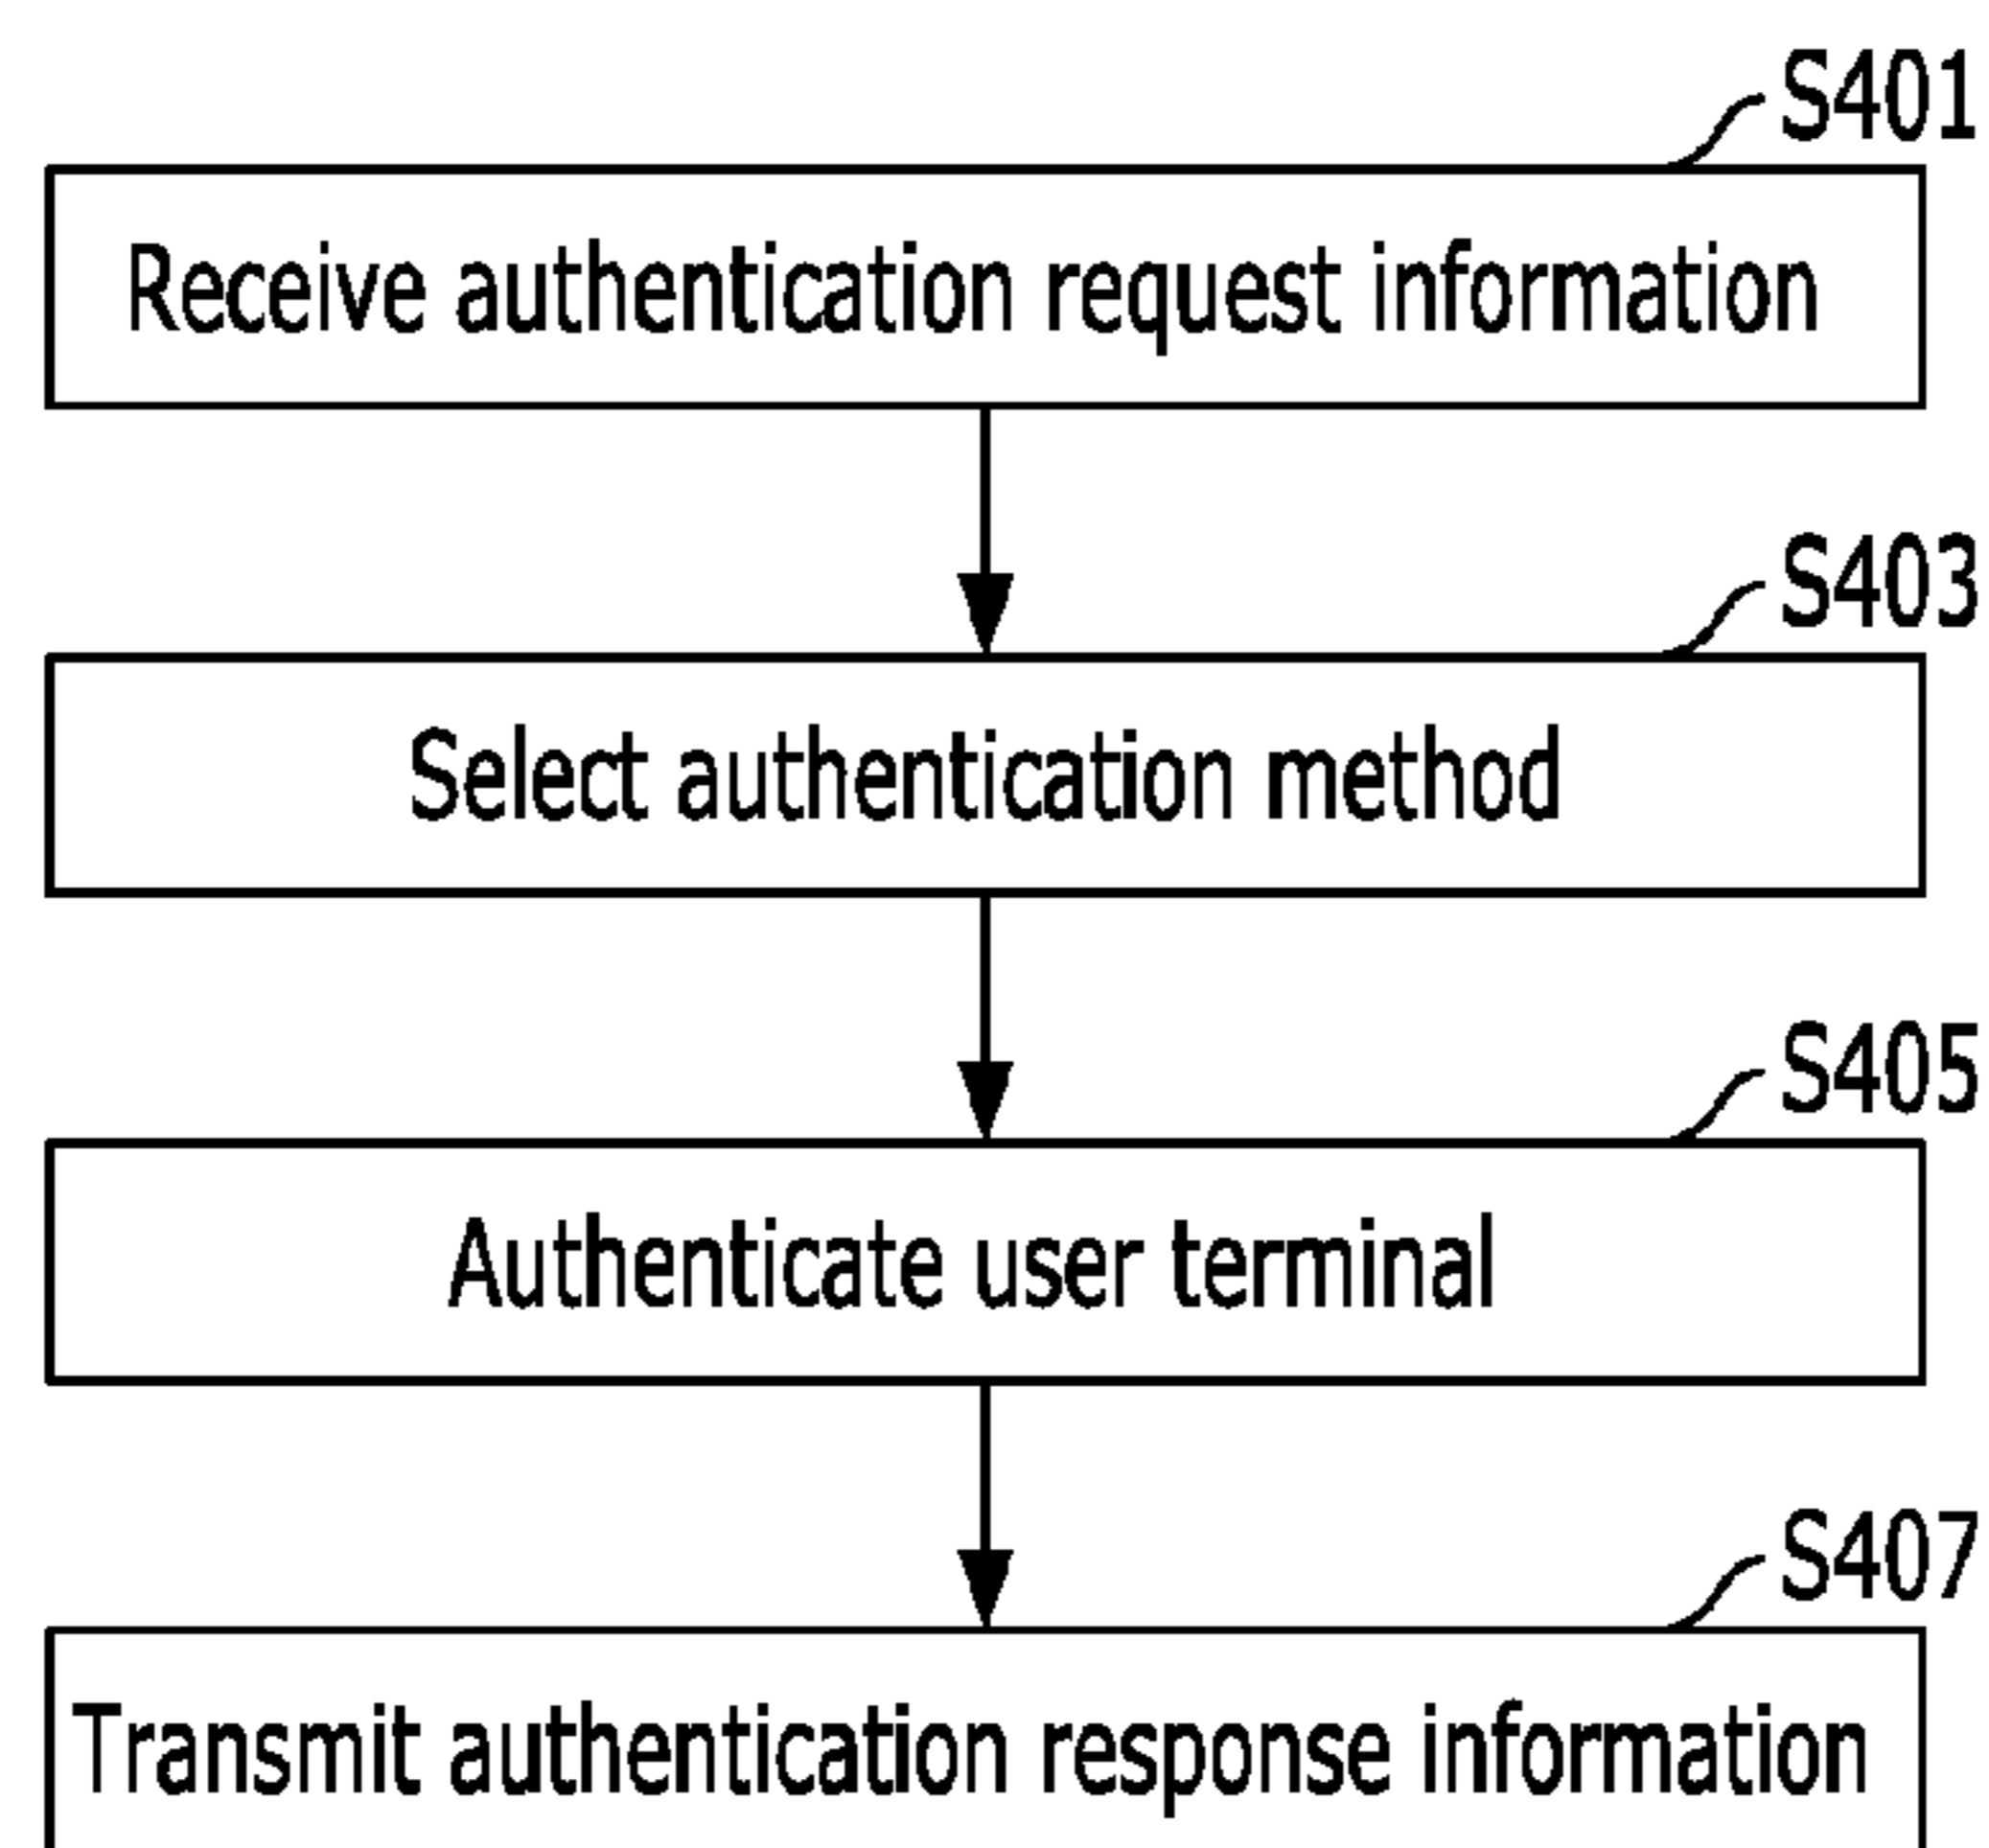 S401
Receive authentication request information
S403
Select authentication method
S405
Authenticate user terminal
S407
Transmit authentication response information